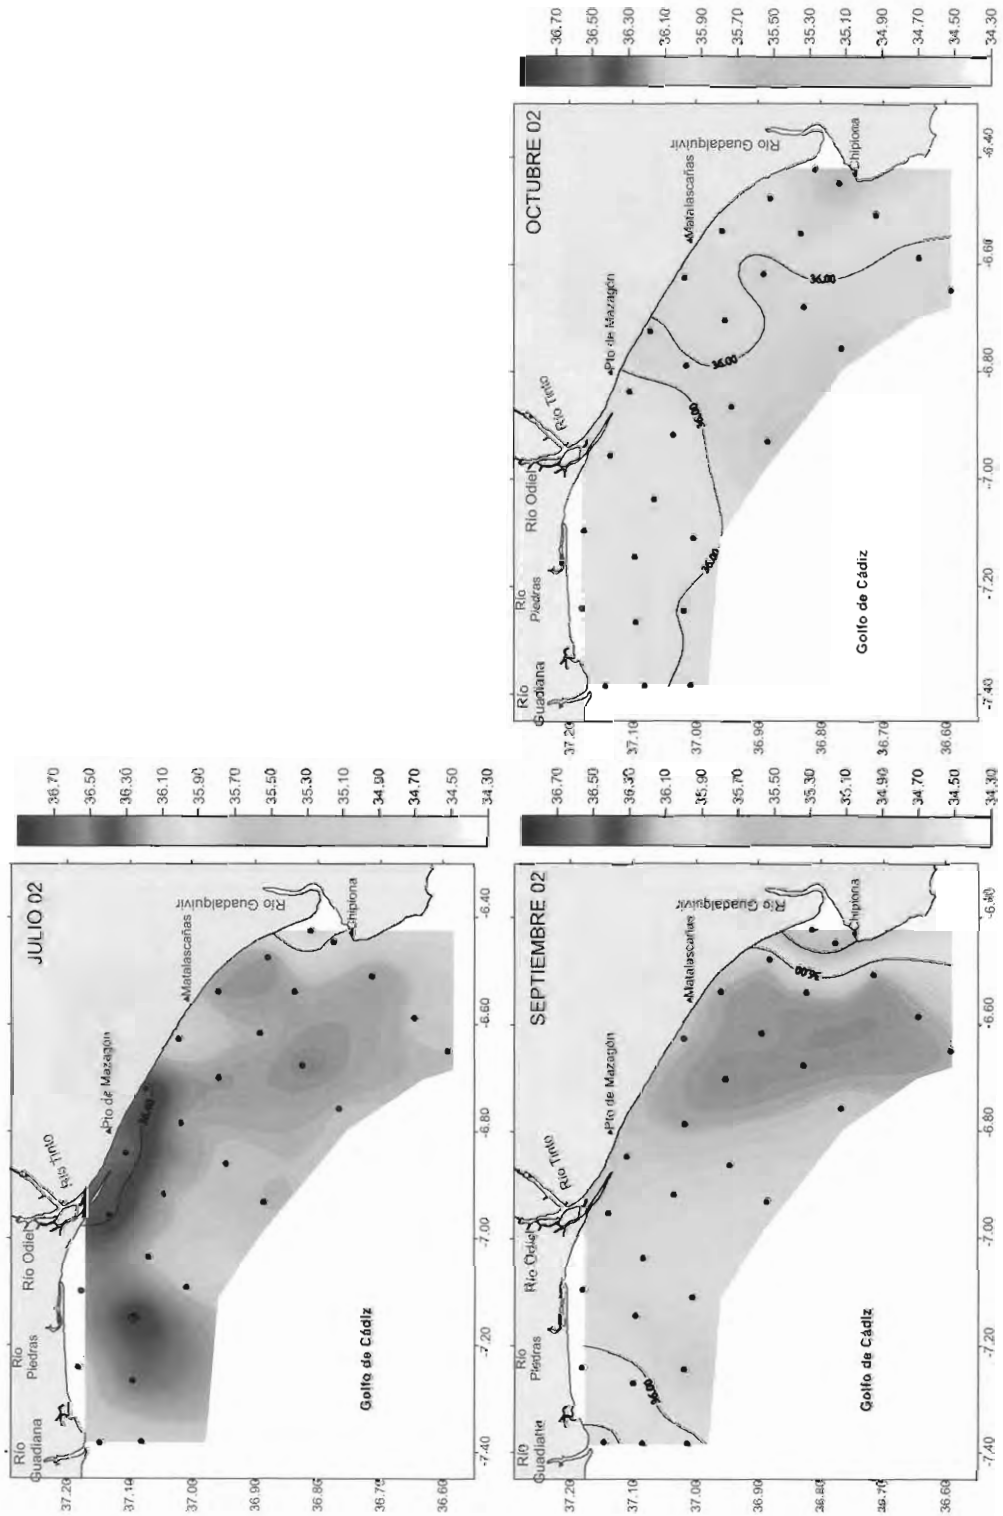 36.70
36.50
36.30
36.10
35.90
35.70
35.50
35.30
35.10
34.90
34.70
34.50
34.30
OCTUBRE 02
Río Guadalquivir
Chipiona
Matalascañas
Pto de Mazagón
Río Tinto
Río Odiel
Río
Piedras
Río
Guadiana
36.00
36.00
36.00
36.00
Golfo de Cádiz
-6.40
-6.60
-6.80
-7.00
-7.20
-7.40
37.20
37.10
37.00
36.90
36.80
36.70
36.60
36.70
36.50
36.30
36.10
35.90
35.70
35.50
35.30
35.10
34.90
34.70
34.50
34.30
JULIO 02
Río Guadalquivir
Chipiona
Matalascañas
Pto de Mazagón
Río Tinto
Río Odiel
Río
Piedras
Río
Guadiana
Golfo de Cádiz
-6.40
-6.60
-6.80
-7.00
-7.20
-7.40
37.20
37.10
37.00
36.90
36.80
36.70
36.60
36.70
36.50
36.30
36.10
35.90
35.70
35.50
35.30
35.10
34.90
34.70
34.50
34.30
SEPTIEMBRE 02
Río Guadalquivir
Chipiona
Matalascañas
Pto de Mazagón
Río Tinto
Río Odiel
Río
Piedras
Río
Guadiana
36.00
36.00
Golfo de Cádiz
-6.40
-6.60
-6.80
-7.00
-7.20
-7.40
37.20
37.10
37.00
36.90
36.80
36.70
36.60